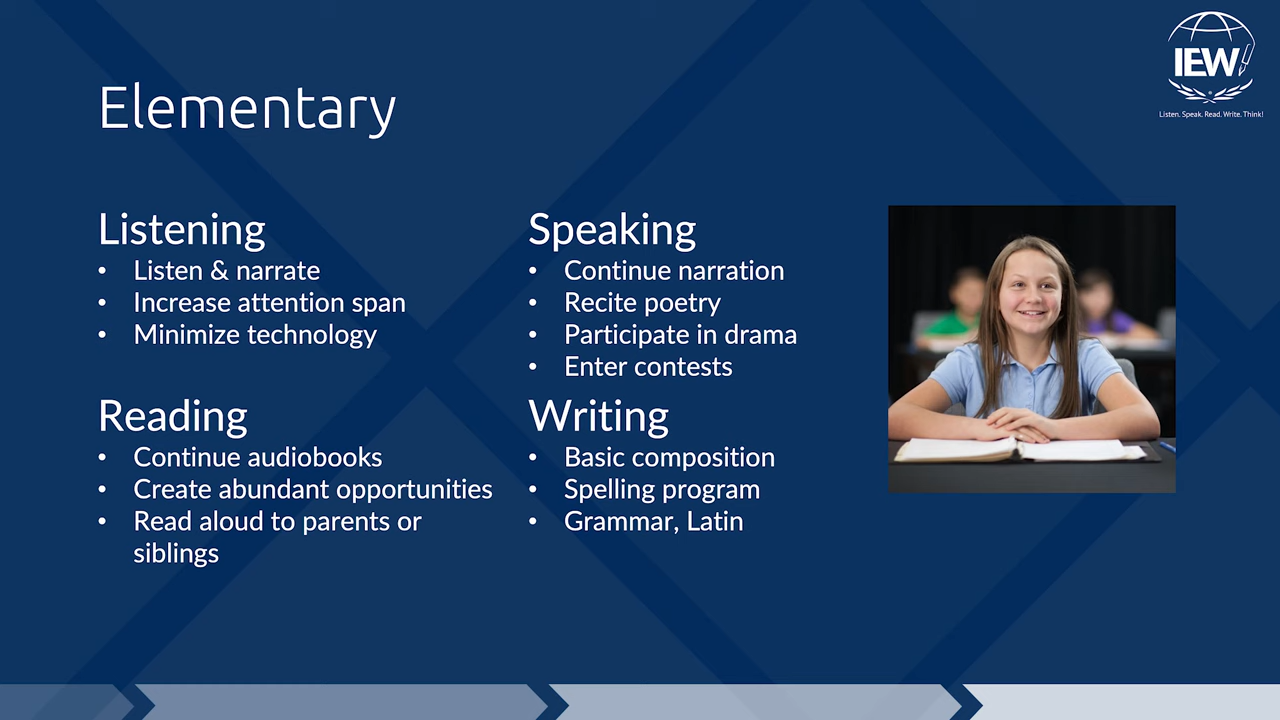 IEW
Listen. Speak. Read. Write. Think!
Elementary
Listening
• Listen & narrate
• Increase attention span
• Minimize technology
Speaking
• Continue narration
• Recite poetry
• Participate in drama
• Enter contests
Reading
• Continue audiobooks
• Create abundant opportunities
• Read aloud to parents or
siblings
Writing
• Basic composition
• Spelling program
• Grammar, Latin